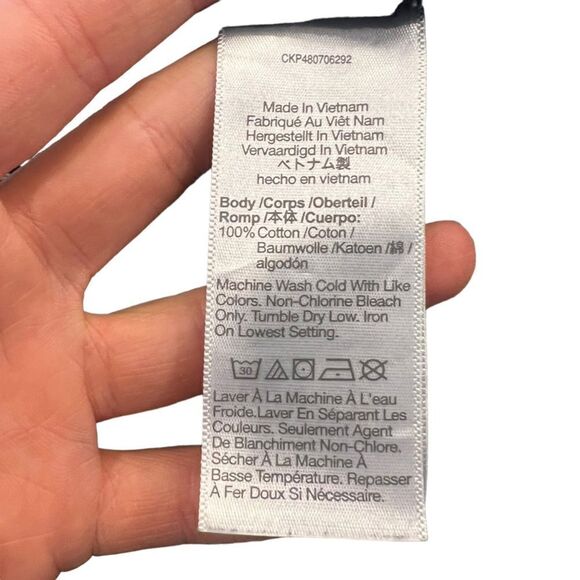 CKP480706292
Made In Vietnam
Fabriqué Au Việt Nam
Hergestellt In Vietnam
Vervaardigd In Vietnam
ベトナム製
hecho en vietnam
Body /Corps /Oberteil /
Romp /本体 /Cuerpo:
100% Cotton /Coton /
Baumwolle /Katoen /綿 /
algodón
Machine Wash Cold With Like
Colors. Non-Chlorine Bleach
Only. Tumble Dry Low. Iron
On Lowest Setting.
30
Laver À La Machine À L'eau
Froide.Laver En Séparant Les
Couleurs. Seulement Agent
De Blanchiment Non-Chlore.
Sécher À La Machine À
Basse Température. Repasser
À Fer Doux Si Nécessaire.